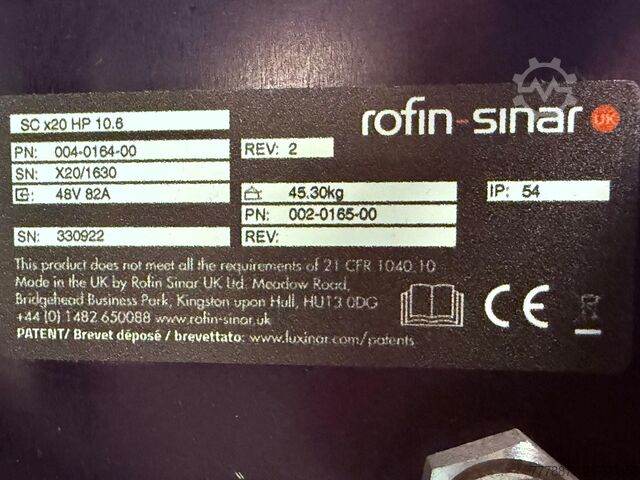 SC x20 HP 10.6
rofin-sinar UK
PN: 004-0164-00
REV: 2
SN: X20/1630
48V 82A
45.30kg
IP: 54
PN: 002-0165-00
SN: 330922
REV:
This product does not meet all the requirements of 21 CFR 1040.10
Made in the UK by Rofin Sinar UK Ltd. Meadow Road,
Bridgehead Business Park, Kingston upon Hull, HU13 0DG
+44 (0) 1482 650088 www.rofin-sinar.uk
PATENT/ Brevet déposé / brevettato: www.luxinar.com/patents
CE